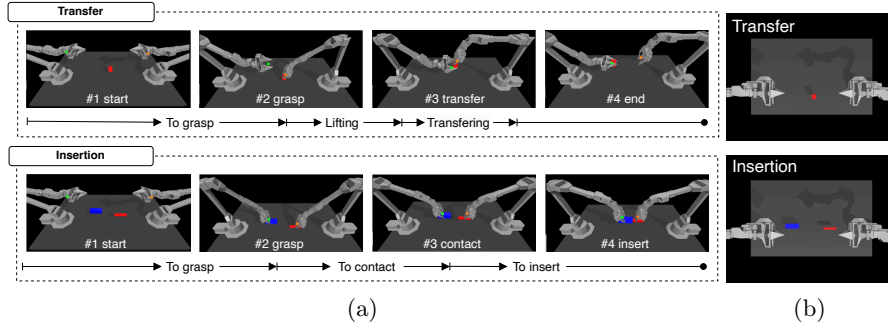 Transfer
#1 start
#2 grasp
#3 transfer
#4 end
To grasp
Lifting
Transfering
Insertion
#1 start
#2 grasp
#3 contact
#4 insert
To grasp
To contact
To insert
(a)
Transfer
Insertion
(b)